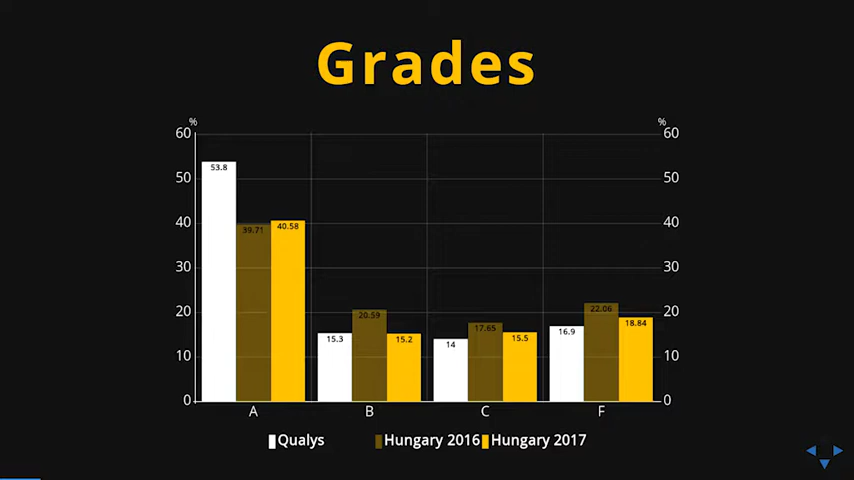 Grades
% %
60 60
53.8
50 50
40 39.71 40.58 40
30 30
20 20.59 17.65 22.06 20
15.3 15.2 14 15.5 16.9 18.84
10 10
0 0
A B C F
Qualys Hungary 2016 Hungary 2017